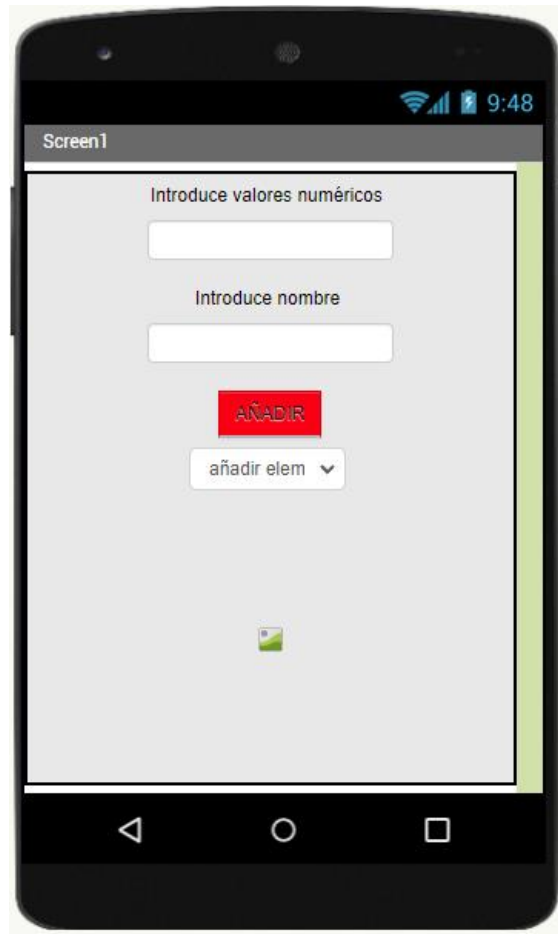 9:48
Screen1
Introduce valores numéricos
Introduce nombre
AÑADIR
añadir elem